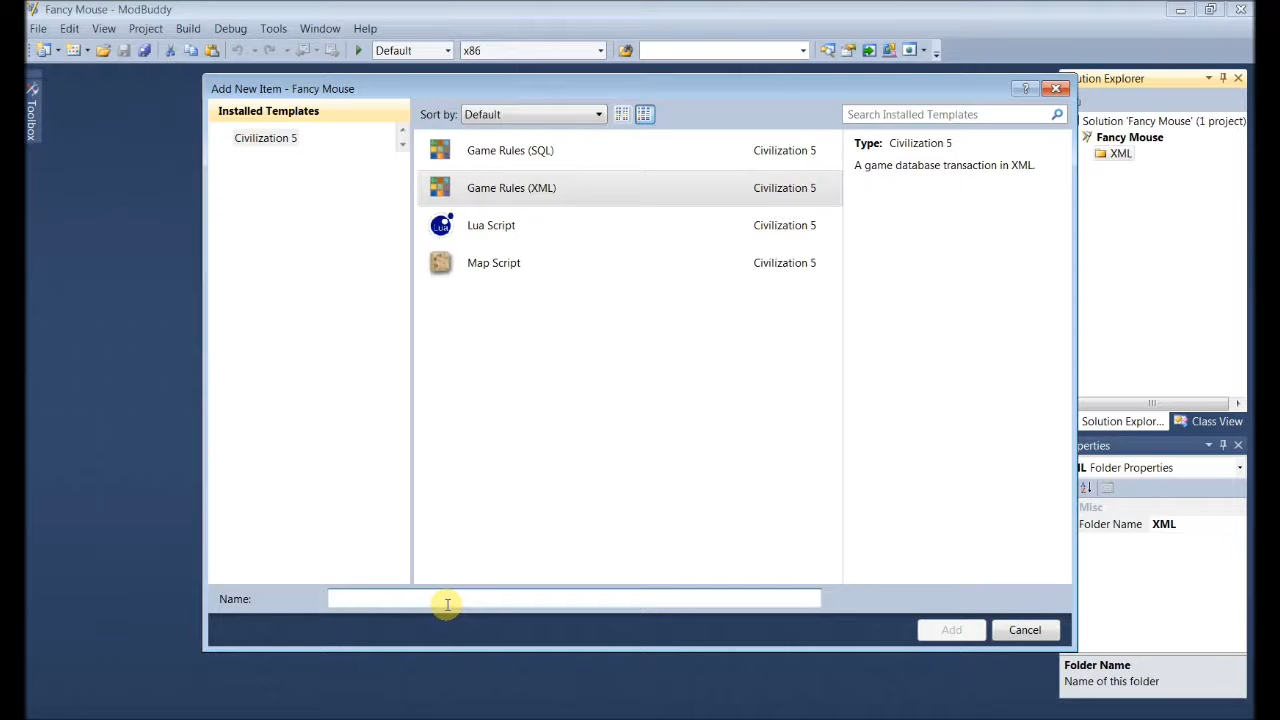 Fancy Mouse - ModBuddy
File Edit View Project Build Debug Tools Window Help
Default x86
Toolbox
Add New Item - Fancy Mouse
Installed Templates
Civilization 5
Sort by: Default
Search Installed Templates
Game Rules (SQL) Civilization 5
Game Rules (XML) Civilization 5
Lua Script Civilization 5
Map Script Civilization 5
Type: Civilization 5
A game database transaction in XML.
Name:
Add Cancel
ution Explorer
Solution 'Fancy Mouse' (1 project)
Fancy Mouse
XML
Solution Explor... Class View
perties
ML Folder Properties
Misc
Folder Name XML
Folder Name
Name of this folder